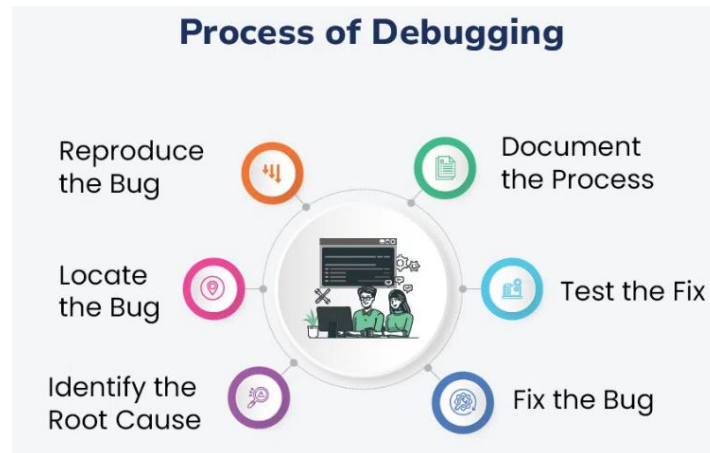 Process of Debugging
Reproduce
the Bug
Locate
the Bug
Identify the
Root Cause
Document
the Process
Test the Fix
Fix the Bug